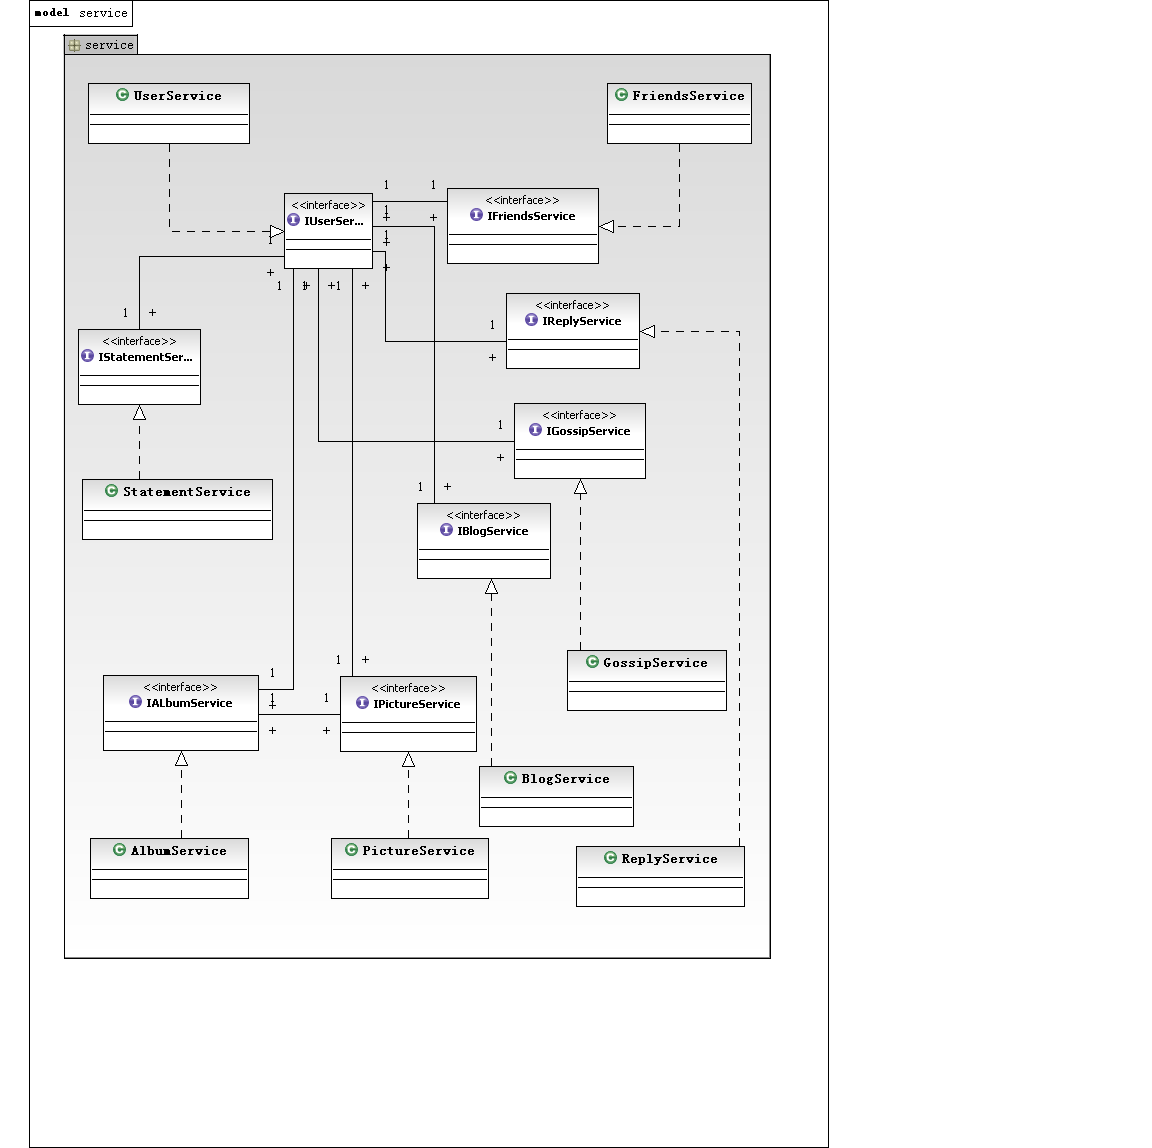 model service
service
C UserService
C FriendsService
1 1
<<interface>>
I IUserSer...
<<interface>>
I IFriendsService
1
+ +
1
+
1
+
+
1 + 1 +
<<interface>>
I IReplyService
1 +
1
+
<<interface>>
I IStatementSer...
<<interface>>
I IGossipService
1
+
C StatementService
1 +
<<interface>>
I IBlogService
C GossipService
1 +
1
<<interface>>
I IALbumService
<<interface>>
I IPictureService
1 1
+
+ +
C BlogService
C AlbumService
C PictureService
C ReplyService